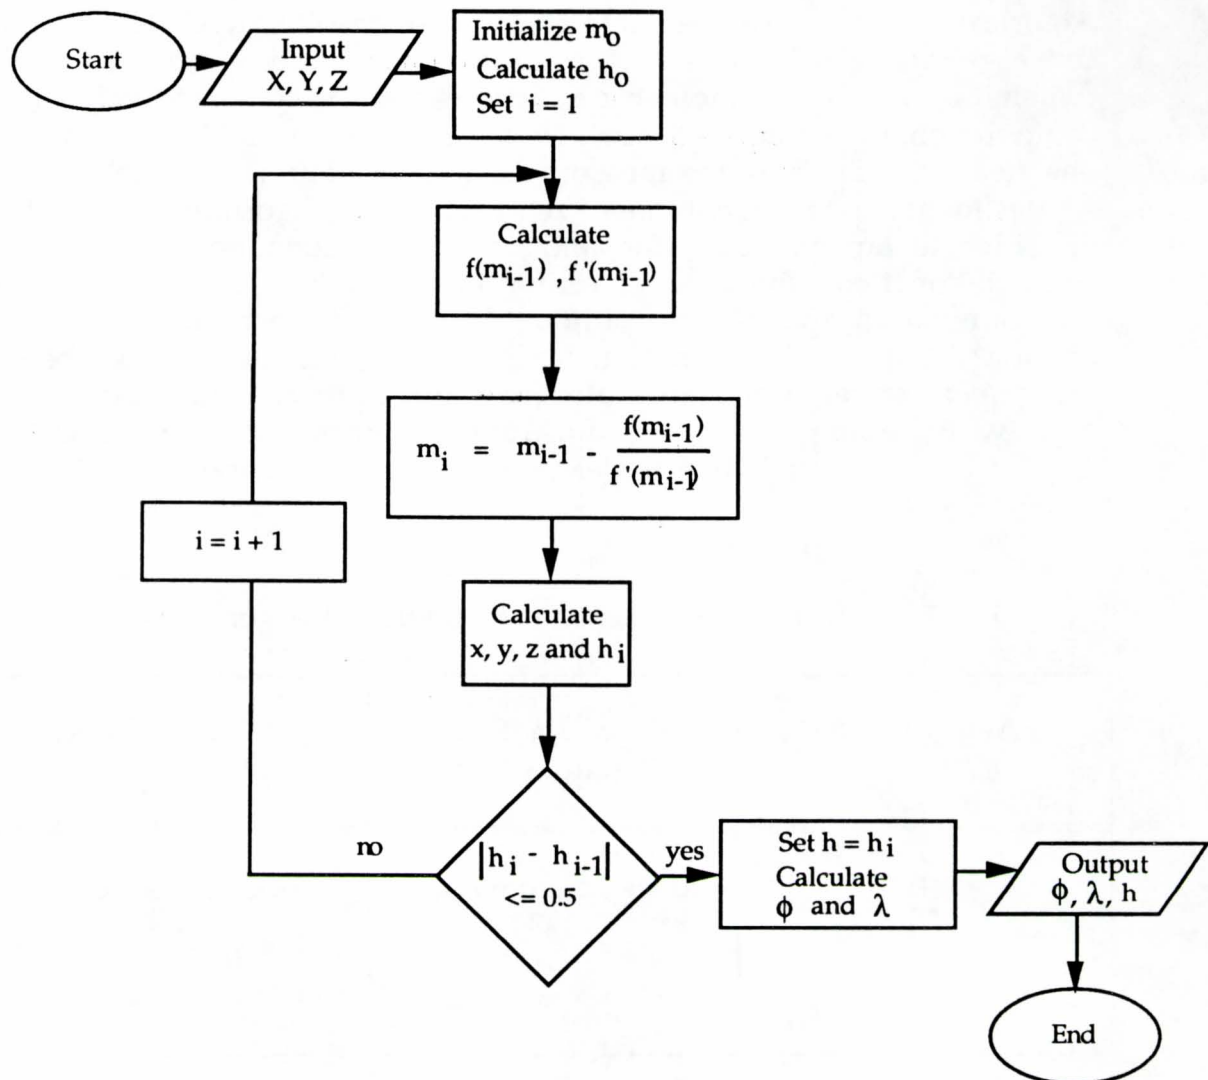 Start
Input
X, Y, Z
Initialize m₀
Calculate h₀
Set i = 1
Calculate
f(mᵢ₋₁) , f '(mᵢ₋₁)
mᵢ = mᵢ₋₁ - f(mᵢ₋₁)
f '(mᵢ₋₁)
i = i + 1
Calculate
x, y, z and hᵢ
|hᵢ - hᵢ₋₁|
<= 0.5
no
yes
Set h = hᵢ
Calculate
ϕ and λ
Output
ϕ, λ, h
End